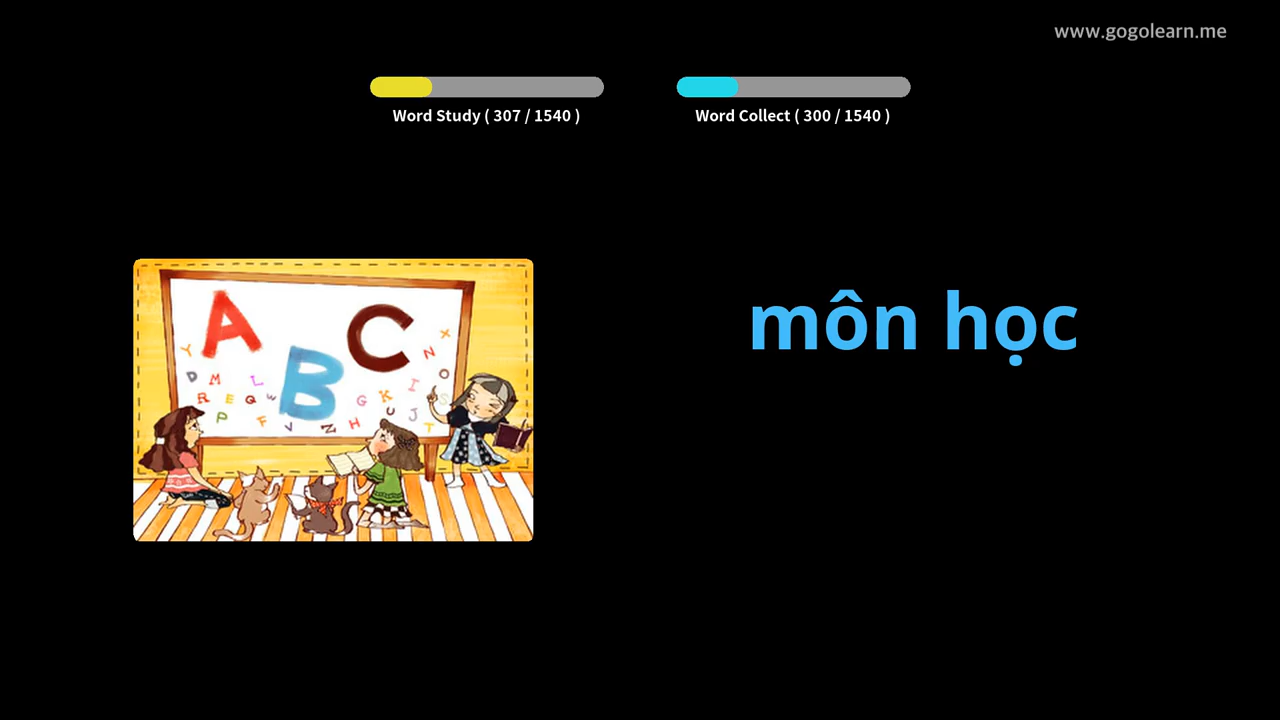 www.gogolearn.me
Word Study ( 307 / 1540 )
Word Collect ( 300 / 1540 )
môn học
A
B
C
X
Y
N
D M L O
R E Q W G K I S
P F V Z H U J T